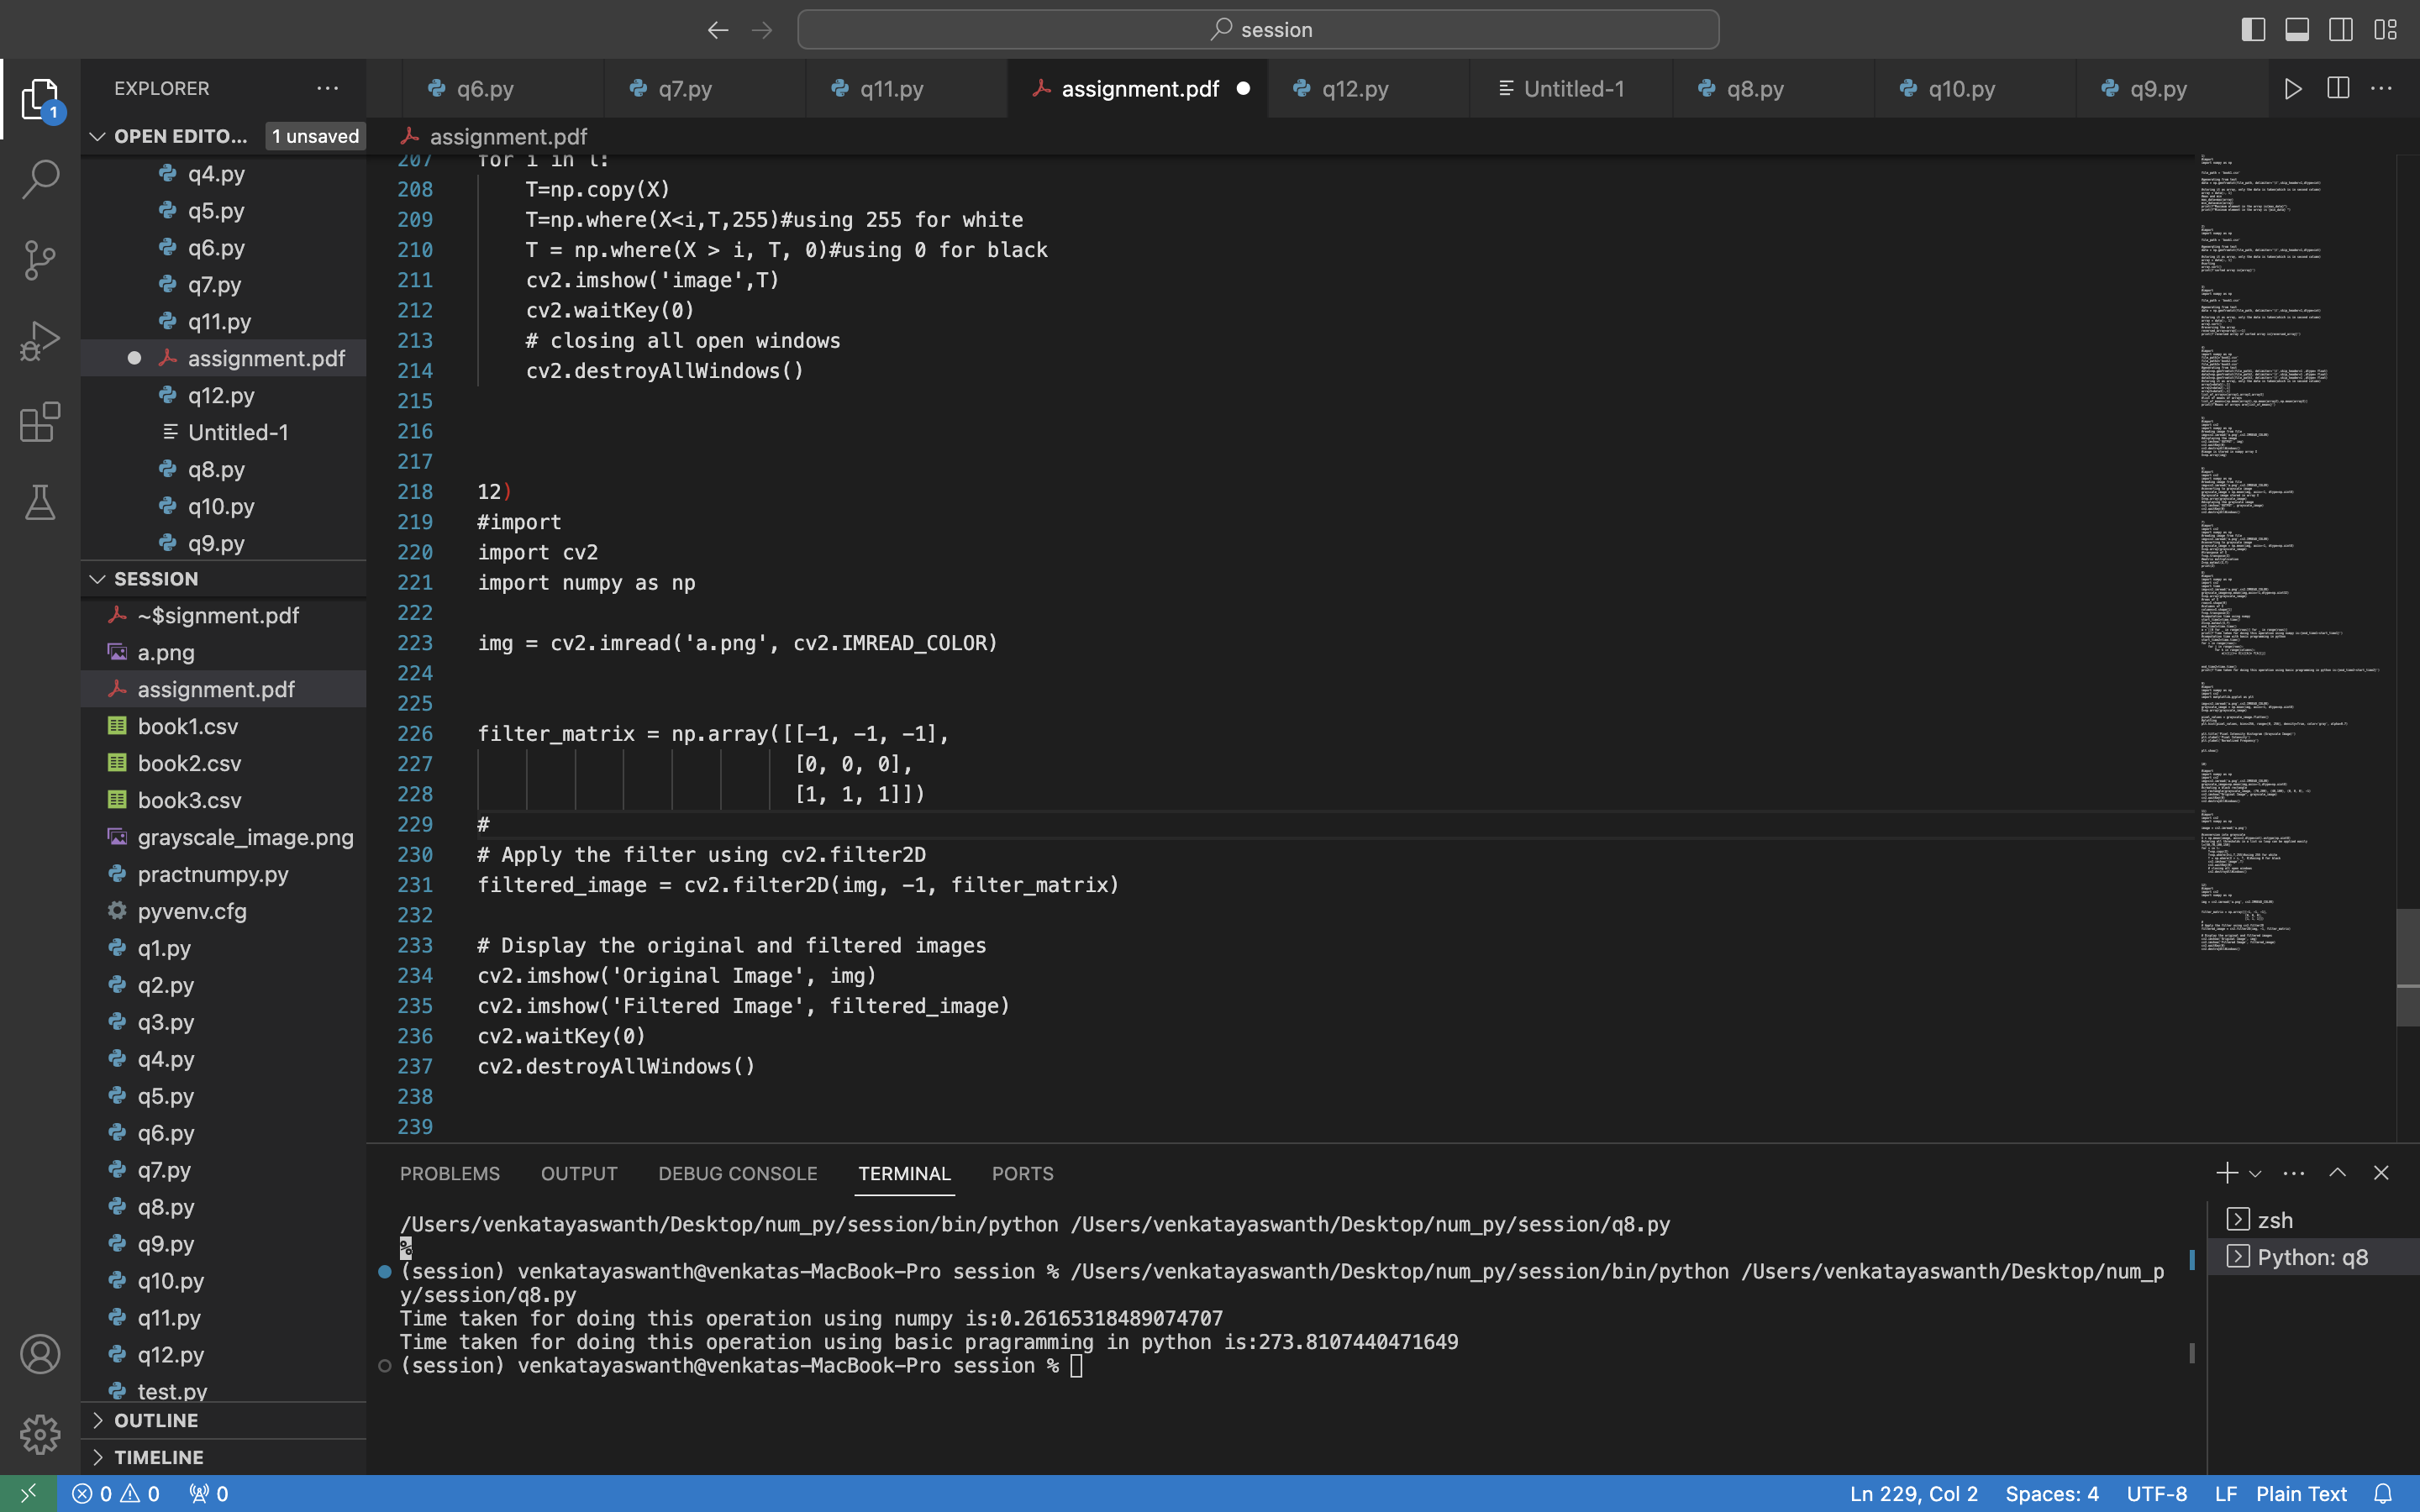 session
EXPLORER
OPEN EDITO...
1 unsaved
q4.py
q5.py
q6.py
q7.py
q11.py
assignment.pdf
q12.py
Untitled-1
q8.py
q10.py
q9.py
SESSION
~$signment.pdf
a.png
assignment.pdf
book1.csv
book2.csv
book3.csv
grayscale_image.png
practnumpy.py
pyvenv.cfg
q1.py
q2.py
q3.py
q4.py
q5.py
q6.py
q7.py
q8.py
q9.py
q10.py
q11.py
q12.py
test.py
OUTLINE
TIMELINE
q6.py
q7.py
q11.py
assignment.pdf
q12.py
Untitled-1
q8.py
q10.py
q9.py
assignment.pdf
207 for i in l:
208 T=np.copy(X)
209 T=np.where(X<i,T,255)#using 255 for white
210 T = np.where(X > i, T, 0)#using 0 for black
211 cv2.imshow('image',T)
212 cv2.waitKey(0)
213 # closing all open windows
214 cv2.destroyAllWindows()
215
216
217
218 12)
219 #import
220 import cv2
221 import numpy as np
222
223 img = cv2.imread('a.png', cv2.IMREAD_COLOR)
224
225
226 filter_matrix = np.array([[-1, -1, -1],
227 [0, 0, 0],
228 [1, 1, 1]])
229 #
230 # Apply the filter using cv2.filter2D
231 filtered_image = cv2.filter2D(img, -1, filter_matrix)
232
233 # Display the original and filtered images
234 cv2.imshow('Original Image', img)
235 cv2.imshow('Filtered Image', filtered_image)
236 cv2.waitKey(0)
237 cv2.destroyAllWindows()
238
239
PROBLEMS OUTPUT DEBUG CONSOLE TERMINAL PORTS
/Users/venkatayaswanth/Desktop/num_py/session/bin/python /Users/venkatayaswanth/Desktop/num_py/session/q8.py
%
(session) venkatayaswanth@venkatas-MacBook-Pro session % /Users/venkatayaswanth/Desktop/num_py/session/bin/python /Users/venkatayaswanth/Desktop/num_p
y/session/q8.py
Time taken for doing this operation using numpy is:0.26165318489074707
Time taken for doing this operation using basic pragramming in python is:273.8107440471649
(session) venkatayaswanth@venkatas-MacBook-Pro session %
zsh
Python: q8
0 0 0
Ln 229, Col 2 Spaces: 4 UTF-8 LF Plain Text